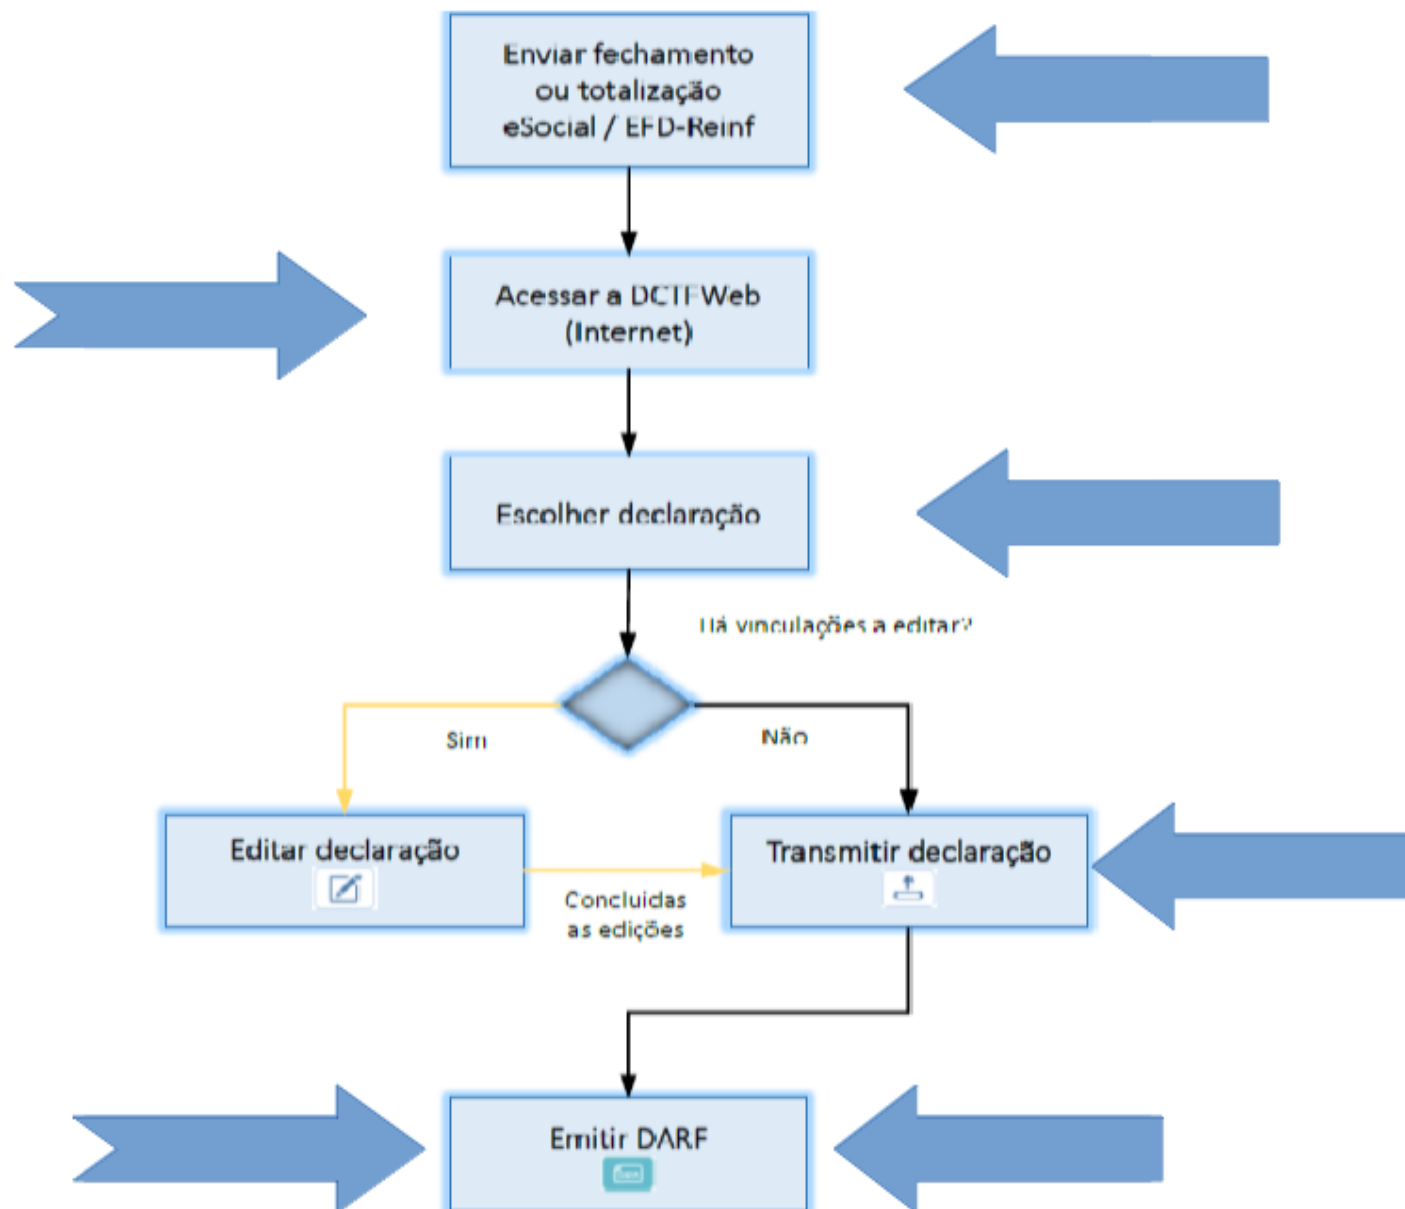 Enviar fechamento
ou totalização
eSocial / EFD-Reinf
Acessar a DCTFWeb
(Internet)
Escolher declaração
Há vinculações a editar?
Sim
Não
Editar declaração
Transmitir declaração
Concluidas
as edições
Emitir DARF